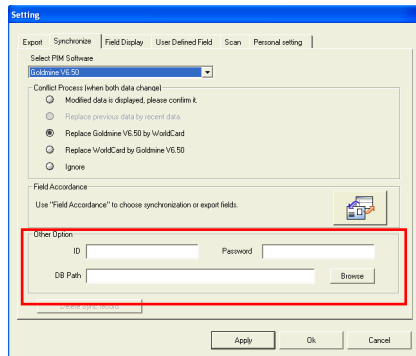 Setting
Export Synchronize Field Display User Defined Field Scan Personal setting
Select PIM Software
Goldmine V6.50
Conflict Process (when both data change)
Modified data is displayed, please confirm it.
Replace previous data by recent data
Replace Goldmine V6.50 by WorldCard
Replace WorldCard by Goldmine V6.50
Ignore
Field Accordance
Use "Field Accordance" to choose synchronization or export fields.
Other Option
ID Password
DB Path Browse
Delete Sync record
Apply Ok Cancel